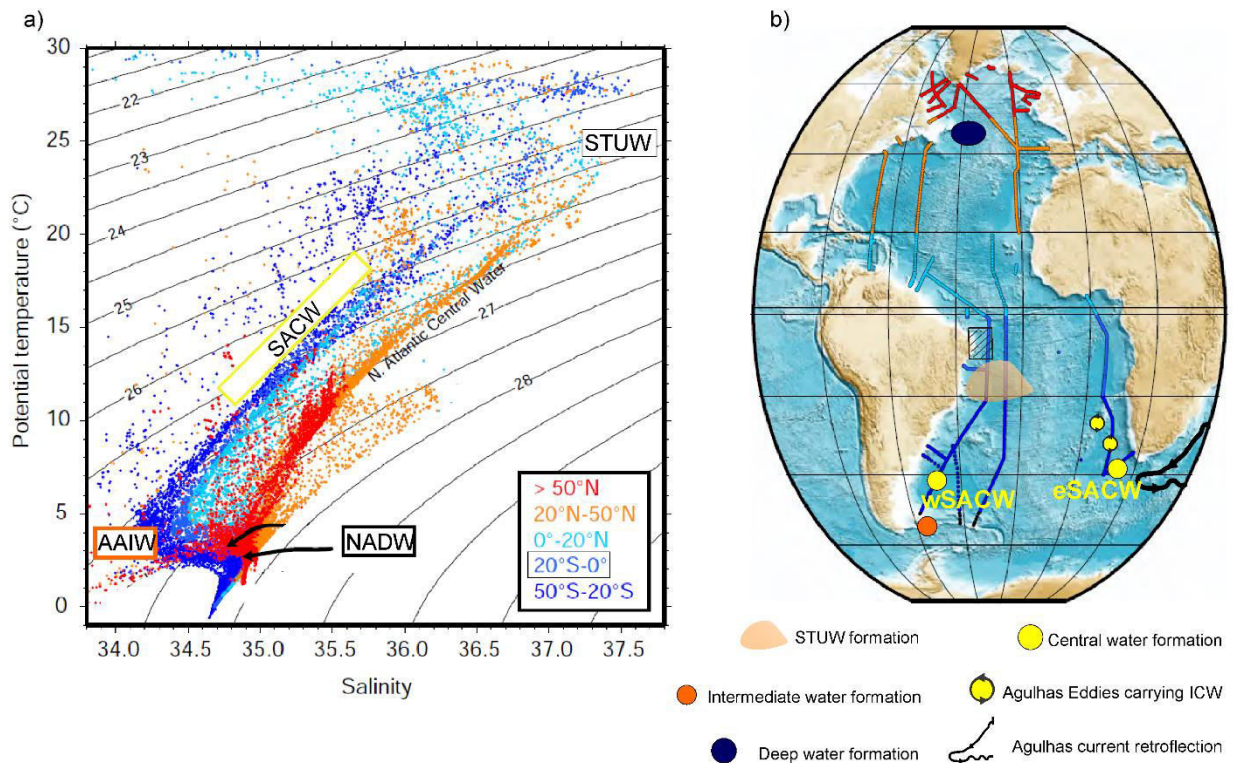 a)
b)
30
25
20
15
10
5
0
Potential temperature (°C)
22
23
24
25
26
27
28
STUW
SACW
N. Atlantic Central Water
AAIW
NADW
> 50°N
20°N-50°N
0°-20°N
20°S-0°
50°S-20°S
34.0 34.5 35.0 35.5 36.0 36.5 37.0 37.5
Salinity
wSACW
eSACW
STUW formation
Central water formation
Intermediate water formation
Agulhas Eddies carrying ICW
Deep water formation
Agulhas current retroflection